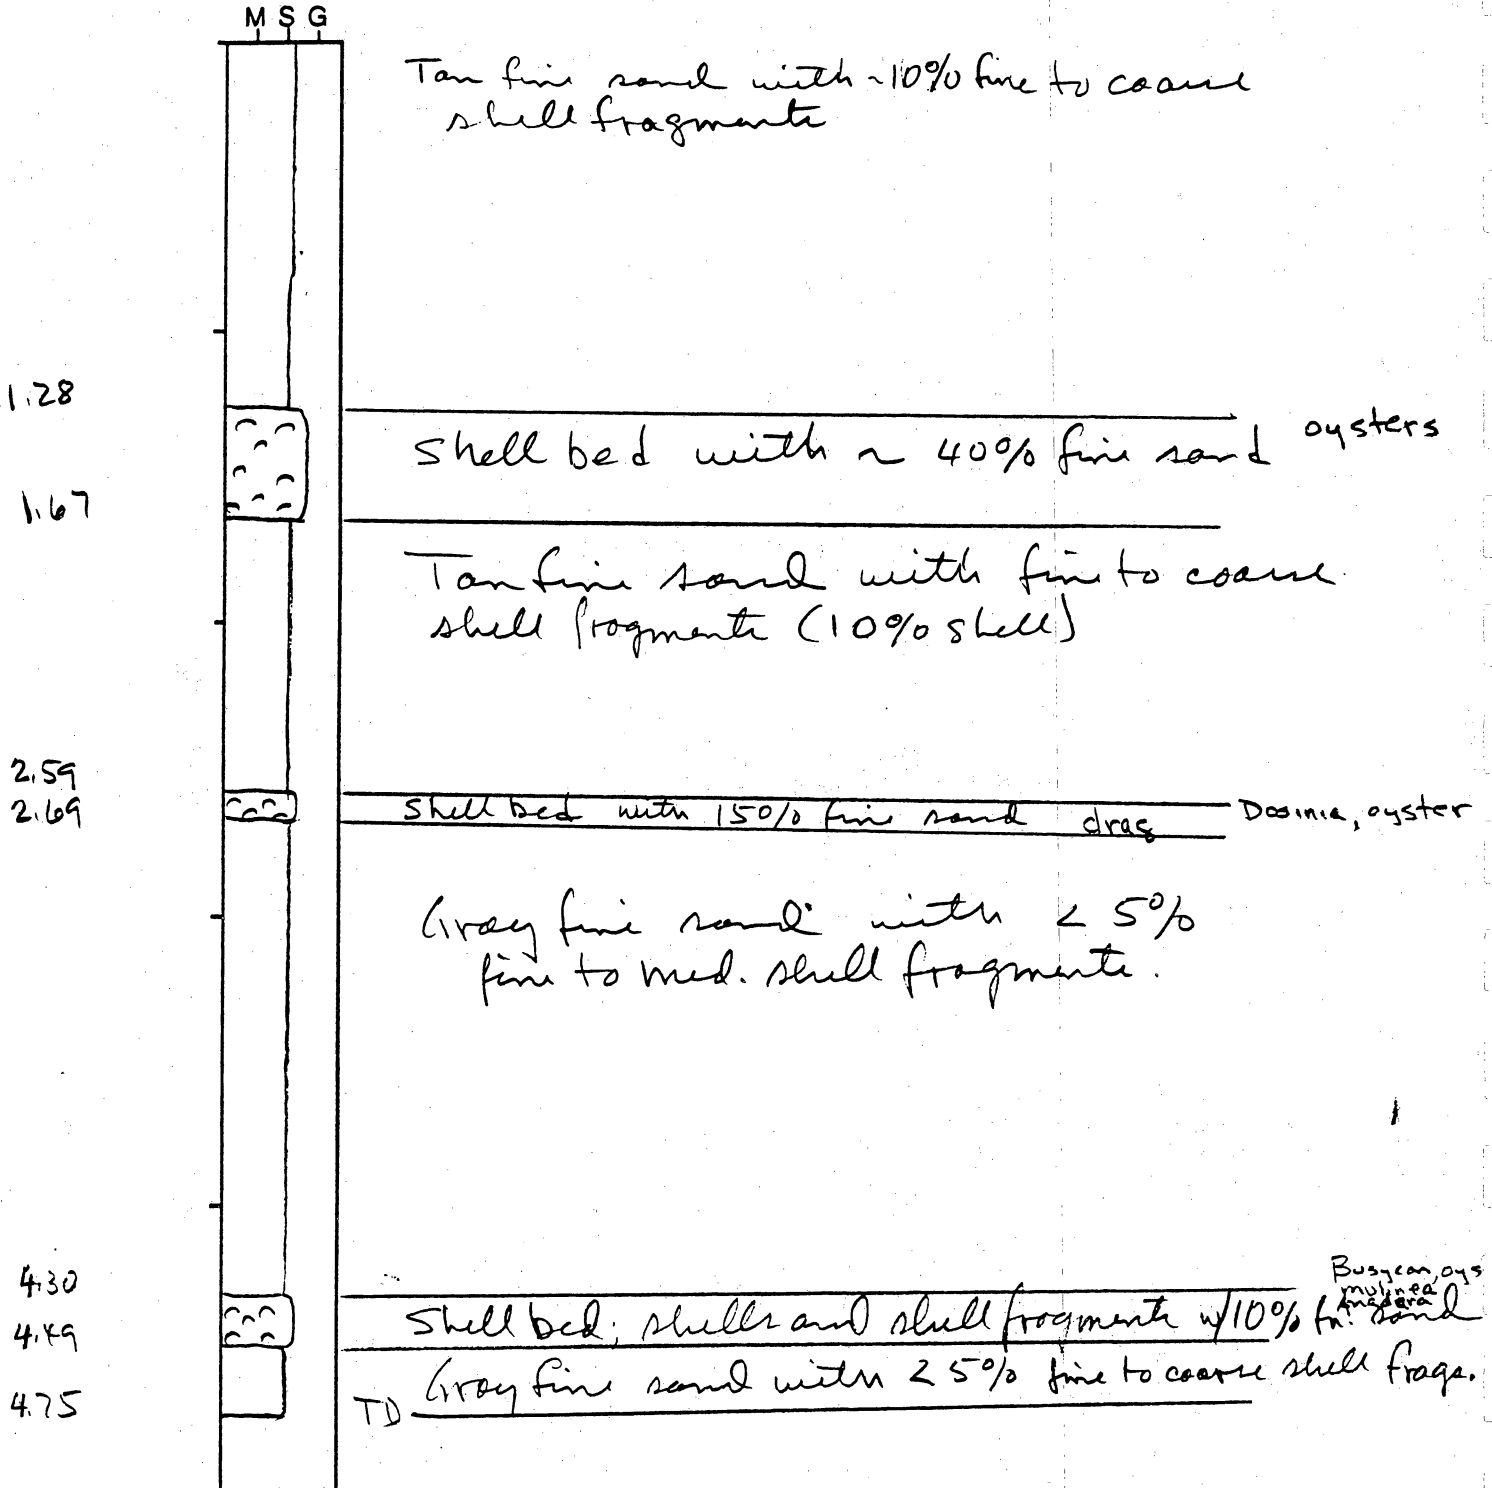 M S G
Tan fine sand with ~10% fine to coarse
shell fragments
1.28
Shell bed with ~ 40% fine sand
oysters
1.67
Tan fine sand with fine to coarse
shell fragments (10% shell)
2.59
2.69
Shell bed with 15% fine sand
Dosinia, oyster
Gray fine sand with < 5%
fine to med. shell fragments.
4.30
Busycan, oys
mulinea
Anadara
Shell bed; shells and shell fragments w/10% fn. sand
4.49
Gray fine sand with < 5% fine to coarse shell frags.
4.75
TD